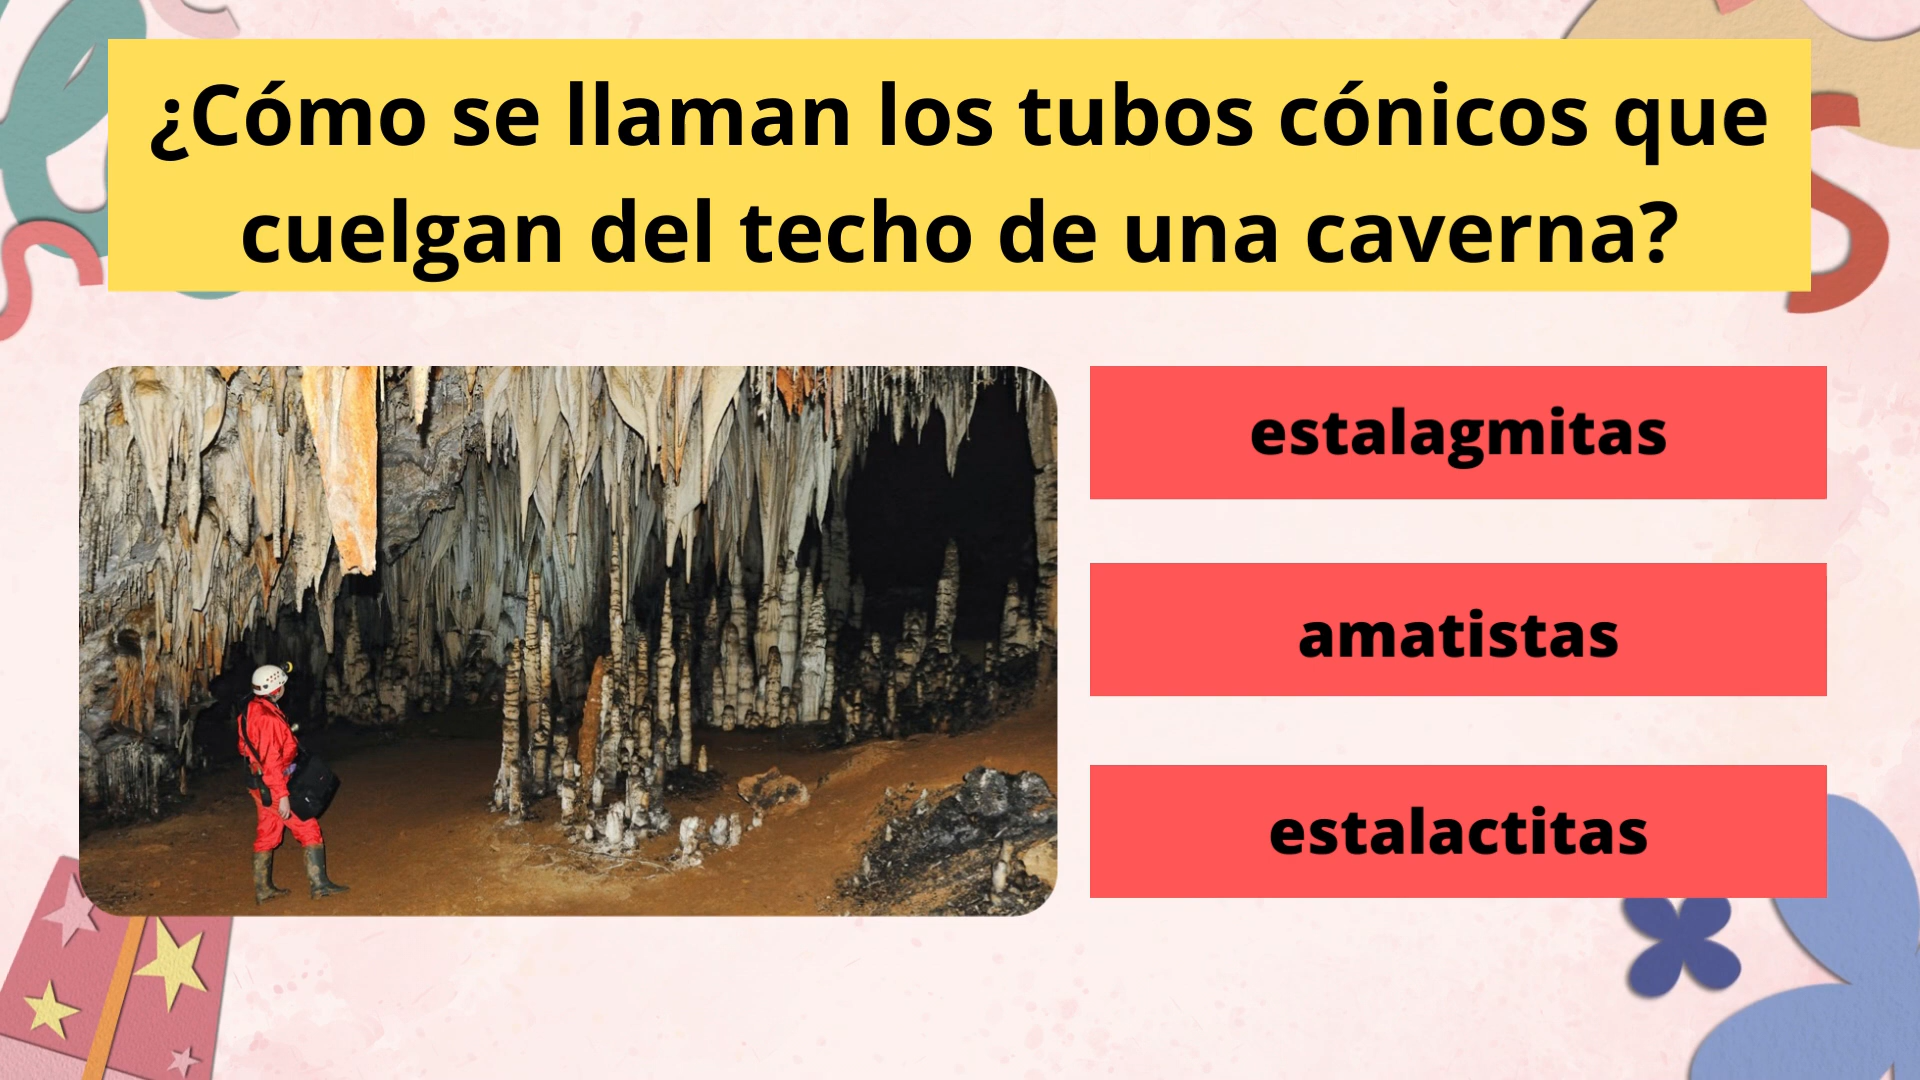 ¿Cómo se llaman los tubos cónicos que
cuelgan del techo de una caverna?
estalagmitas
amatistas
estalactitas